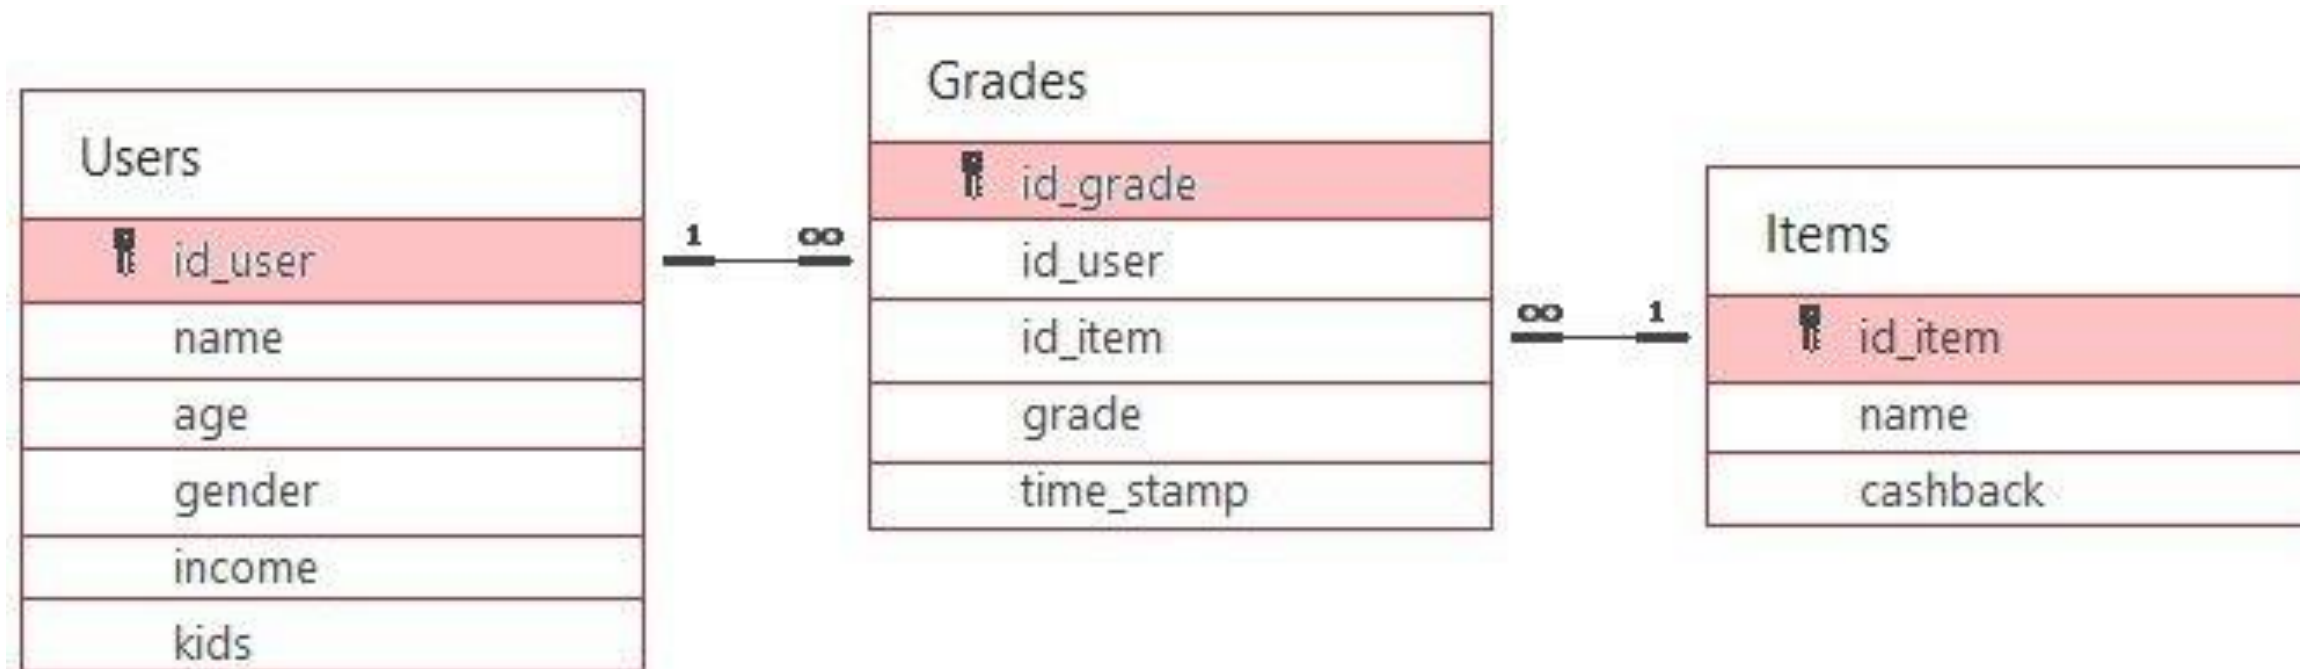 Users
id_user
name
age
gender
income
kids
1 ∞
Grades
id_grade
id_user
id_item
grade
time_stamp
∞ 1
Items
id_item
name
cashback